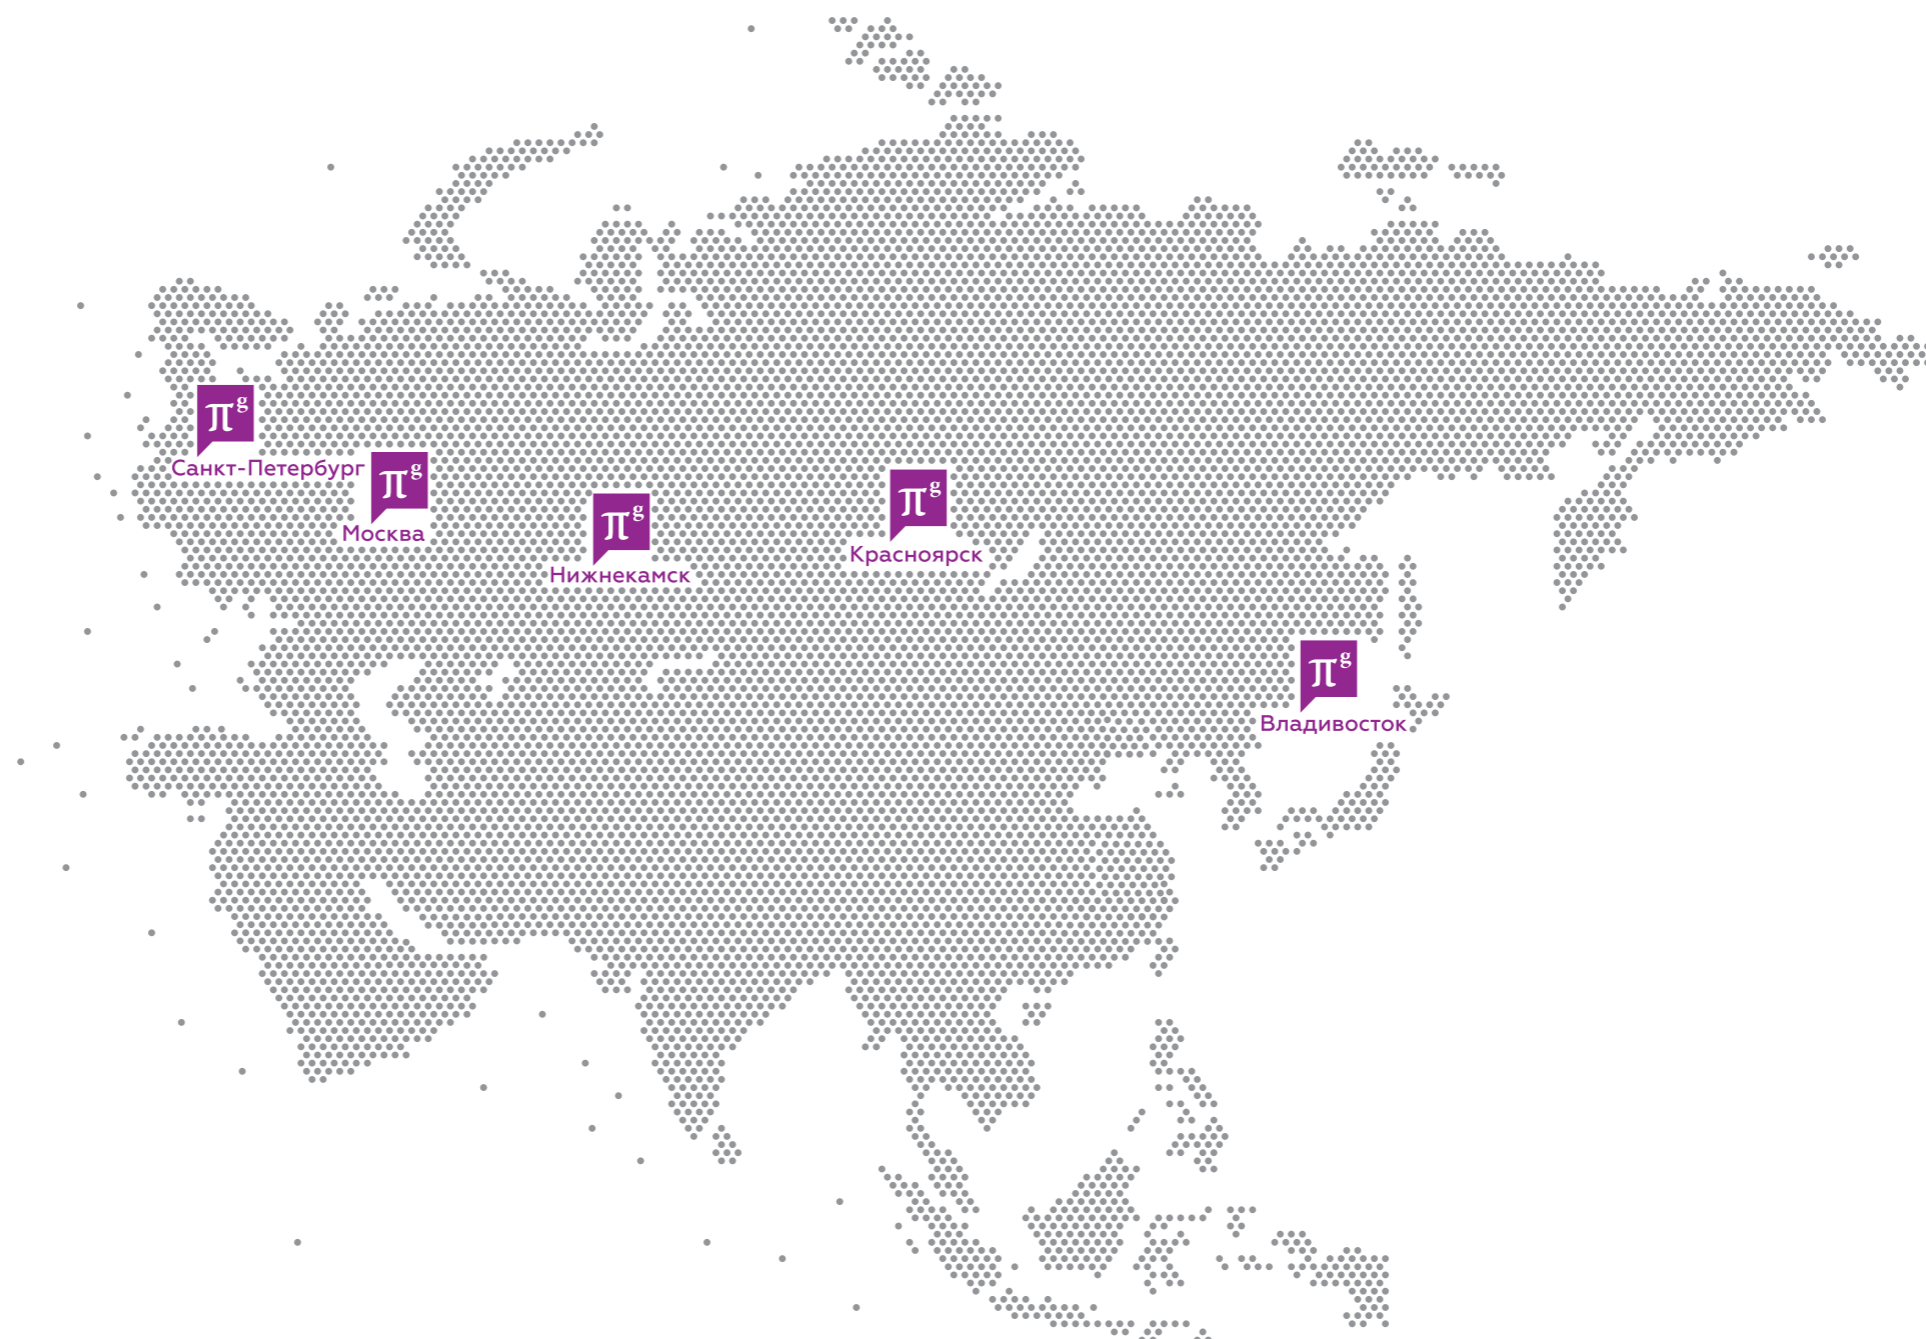 πg
Санкт-Петербург
πg
Москва
πg
Нижнекамск
πg
Красноярск
πg
Владивосток